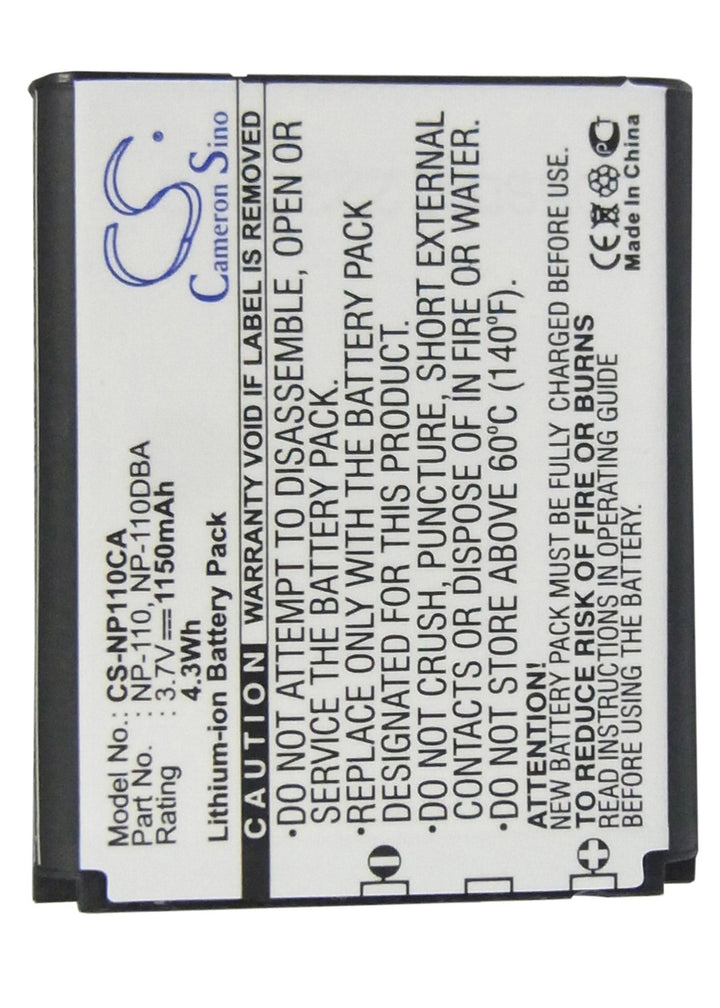 CS.
Cameron Sino
Model No.: CS-NP110CA
Part No. : NP-110, NP-110DBA
Rating : 3.7V 1150mAh
4.3Wh
Lithium-ion Battery Pack
CAUTION WARRANTY VOID IF LABEL IS REMOVED
·DO NOT ATTEMPT TO DISASSEMBLE, OPEN OR
SERVICE THE BATTERY PACK.
·REPLACE ONLY WITH THE BATTERY PACK
DESIGNATED FOR THIS PRODUCT.
·DO NOT CRUSH, PUNCTURE, SHORT EXTERNAL
CONTACTS OR DISPOSE OF IN FIRE OR WATER.
·DO NOT STORE ABOVE 60°C (140°F).
ATTENTION:
NEW BATTERY PACK MUST BE FULLY CHARGED BEFORE USE.
TO REDUCE RISK OF FIRE OR BURNS
READ INSTRUCTIONS IN OPERATING GUIDE
BEFORE USE.
CE PCT
Made In China